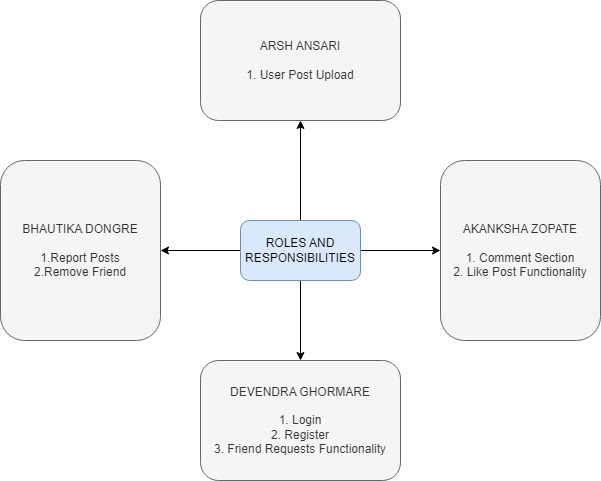 ARSH ANSARI
1. User Post Upload
BHAUTIKA DONGRE
1.Report Posts
2.Remove Friend
ROLES AND
RESPONSIBILITIES
AKANKSHA ZOPATE
1. Comment Section
2. Like Post Functionality
DEVENDRA GHORMARE
1. Login
2. Register
3. Friend Requests Functionality